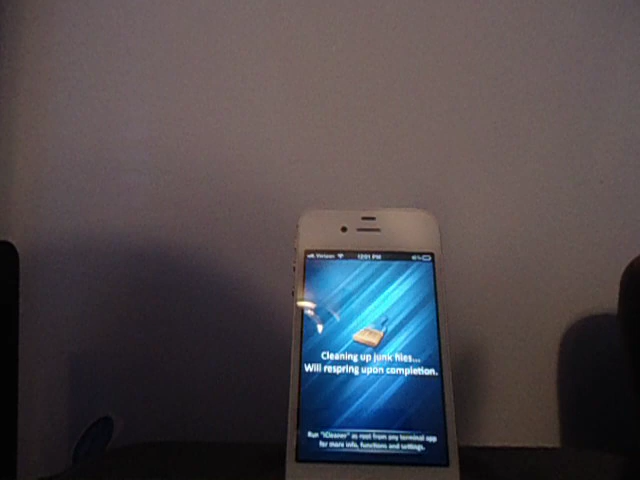 Verizon 12:01 PM
Cleaning up junk files...
Will respring upon completion.
Run "iCleaner" as root from any terminal app
for more info, functions and settings.